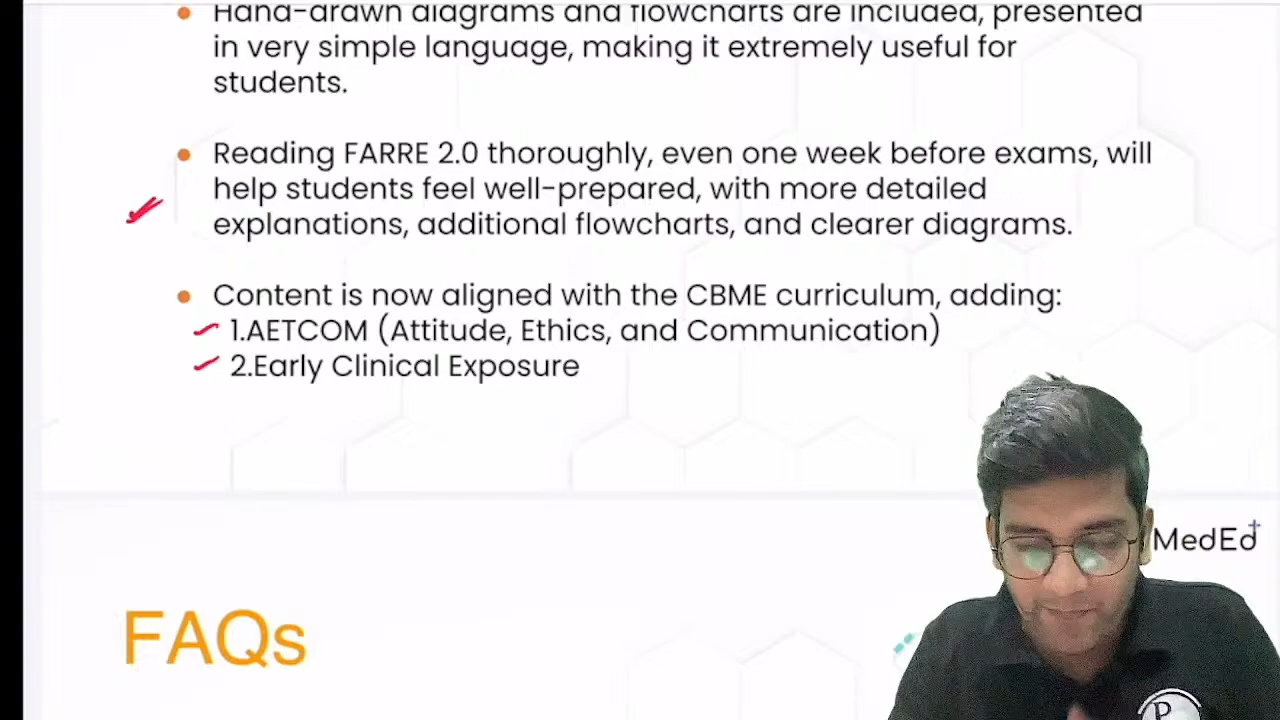 Hand-drawn diagrams and flowcharts are included, presented
in very simple language, making it extremely useful for
students.
Reading FARRE 2.0 thoroughly, even one week before exams, will
help students feel well-prepared, with more detailed
explanations, additional flowcharts, and clearer diagrams.
Content is now aligned with the CBME curriculum, adding:
1.AETCOM (Attitude, Ethics, and Communication)
2.Early Clinical Exposure
MedEd
FAQs
P